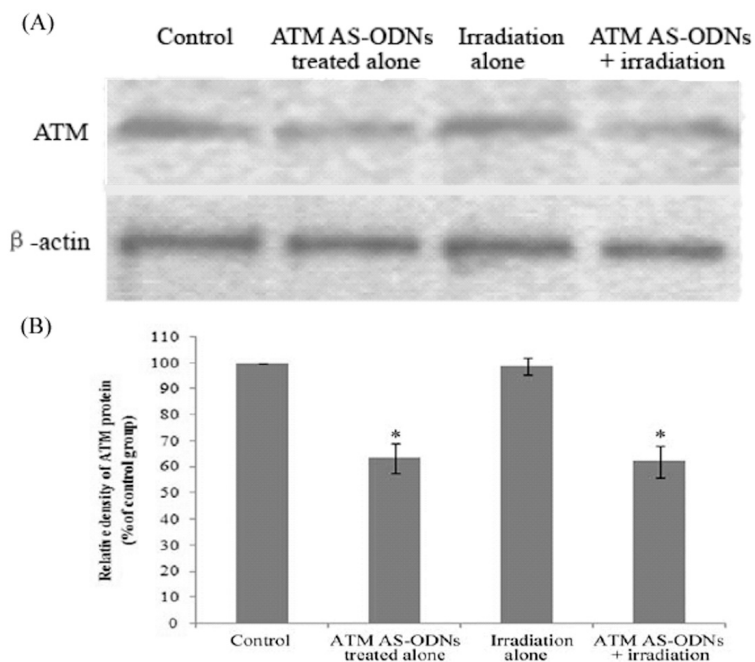 (A)
Control
ATM AS-ODNs
treated alone
Irradiation
alone
ATM AS-ODNs
+ irradiation
ATM
β-actin
(B)
Relative density of ATM protein
(% of control group)
110
100
90
80
70
60
50
40
30
20
10
0
*
*
Control
ATM AS-ODNs
treated alone
Irradiation
alone
ATM AS-ODNs
+ irradiation